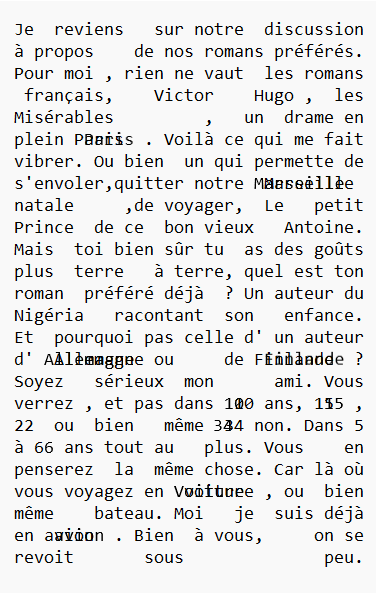 Je reviens sur notre discussion
à propos de nos romans préférés.
Pour moi , rien ne vaut les romans
français, Victor Hugo , les
Misérables , un drame en
plein Paris . Voilà ce qui me fait
vibrer. Ou bien un qui permette de
s'envoler,quitter notre Marseille
natale ,de voyager, Le petit
Prince de ce bon vieux Antoine.
Mais toi bien sûr tu as des goûts
plus terre à terre, quel est ton
roman préféré déjà ? Un auteur du
Nigéria racontant son enfance.
Et pourquoi pas celle d' un auteur
d' Allemagne ou de Finlande ?
Soyez sérieux mon ami. Vous
verrez , et pas dans 10 ans, 15 ,
22 ou bien même 34 non. Dans 5
à 66 ans tout au plus. Vous en
penserez la même chose. Car là où
vous voyagez en Voiture , ou bien
même bateau. Moi je suis déjà
en avion . Bien à vous, on se
revoit sous peu.